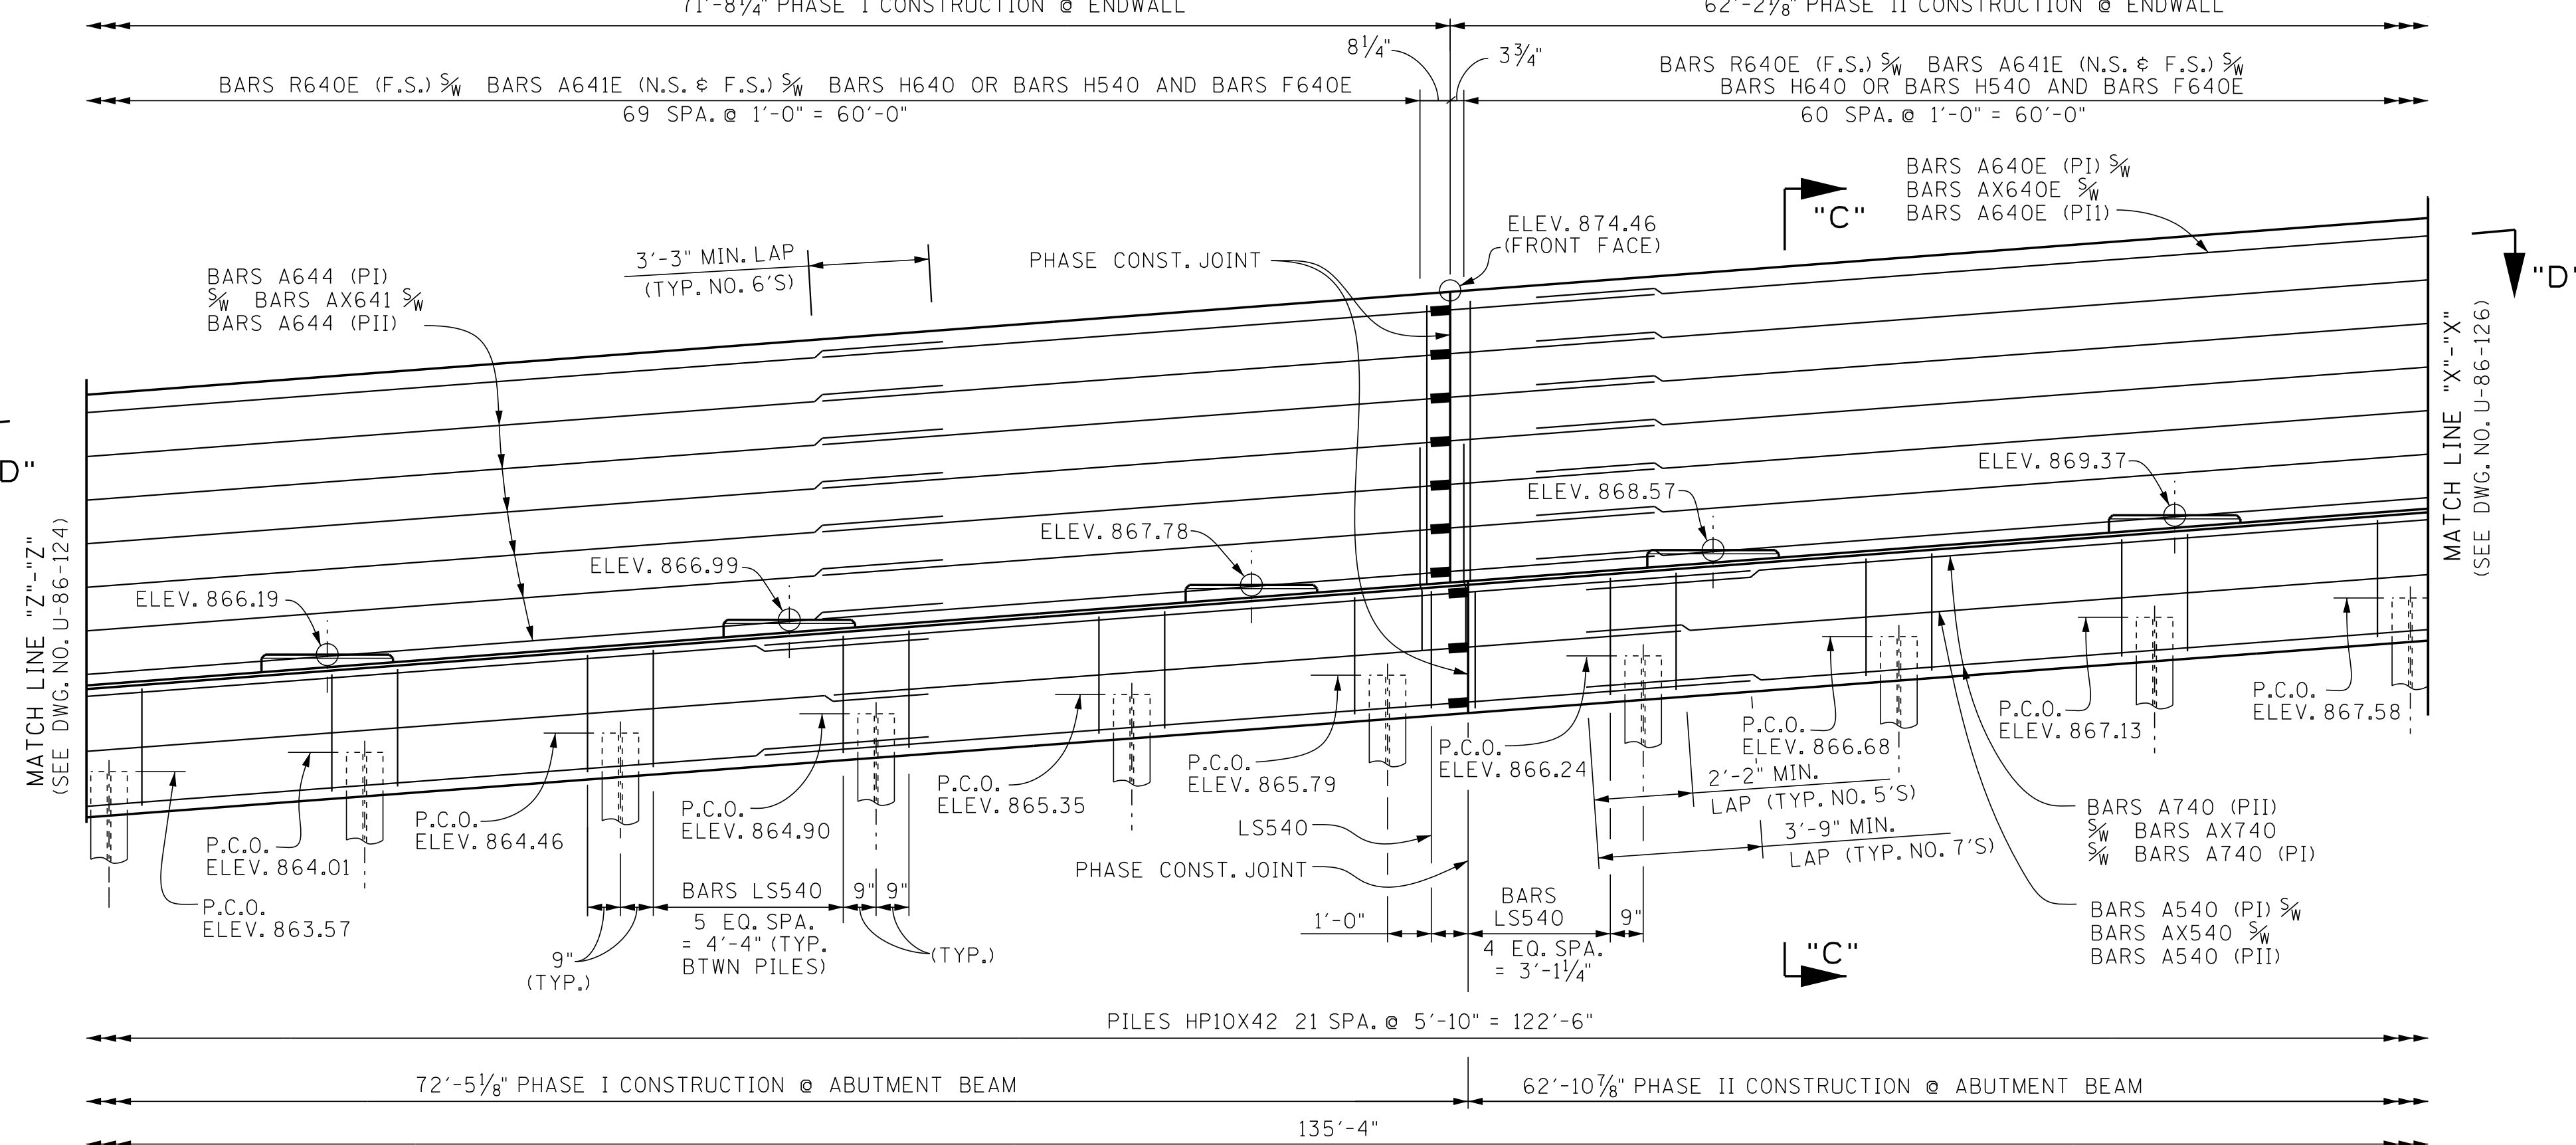 71'-8¼" PHASE I CONSTRUCTION @ ENDWALL
62'-2⅛" PHASE II CONSTRUCTION @ ENDWALL
8¼"
3¾"
BARS R640E (F.S.) S/W BARS A641E (N.S. & F.S.) S/W BARS H640 OR BARS H540 AND BARS F640E
69 SPA. @ 1'-0" = 60'-0"
BARS R640E (F.S.) S/W BARS A641E (N.S. & F.S.) S/W
BARS H640 OR BARS H540 AND BARS F640E
60 SPA. @ 1'-0" = 60'-0"
BARS A640E (PI) S/W
BARS AX640E S/W
BARS A640E (PI1)
"C"
ELEV. 874.46
(FRONT FACE)
PHASE CONST. JOINT
3'-3" MIN. LAP
(TYP. NO. 6'S)
BARS A644 (PI)
S/W BARS AX641 S/W
BARS A644 (PII)
"D"
D"
MATCH LINE "Z"-"Z"
(SEE DWG. NO. U-86-124)
MATCH LINE "X"-"X"
(SEE DWG. NO. U-86-126)
ELEV. 866.19
ELEV. 866.99
ELEV. 867.78
ELEV. 868.57
ELEV. 869.37
P.C.O.
ELEV. 863.57
P.C.O.
ELEV. 864.01
P.C.O.
ELEV. 864.46
P.C.O.
ELEV. 864.90
P.C.O.
ELEV. 865.35
P.C.O.
ELEV. 865.79
P.C.O.
ELEV. 866.24
P.C.O.
ELEV. 866.68
P.C.O.
ELEV. 867.13
P.C.O.
ELEV. 867.58
2'-2" MIN.
LAP (TYP. NO. 5'S)
3'-9" MIN.
LAP (TYP. NO. 7'S)
BARS A740 (PII)
S/W BARS AX740
S/W BARS A740 (PI)
BARS A540 (PI) S/W
BARS AX540 S/W
BARS A540 (PII)
LS540
PHASE CONST. JOINT
9"
(TYP.)
BARS LS540
5 EQ. SPA.
= 4'-4" (TYP.
BTWN PILES)
9" 9"
(TYP.)
1'-0"
BARS
LS540
4 EQ. SPA.
= 3'-1¼"
9"
"C"
PILES HP10X42 21 SPA. @ 5'-10" = 122'-6"
72'-5⅛" PHASE I CONSTRUCTION @ ABUTMENT BEAM
62'-10⅞" PHASE II CONSTRUCTION @ ABUTMENT BEAM
135'-4"